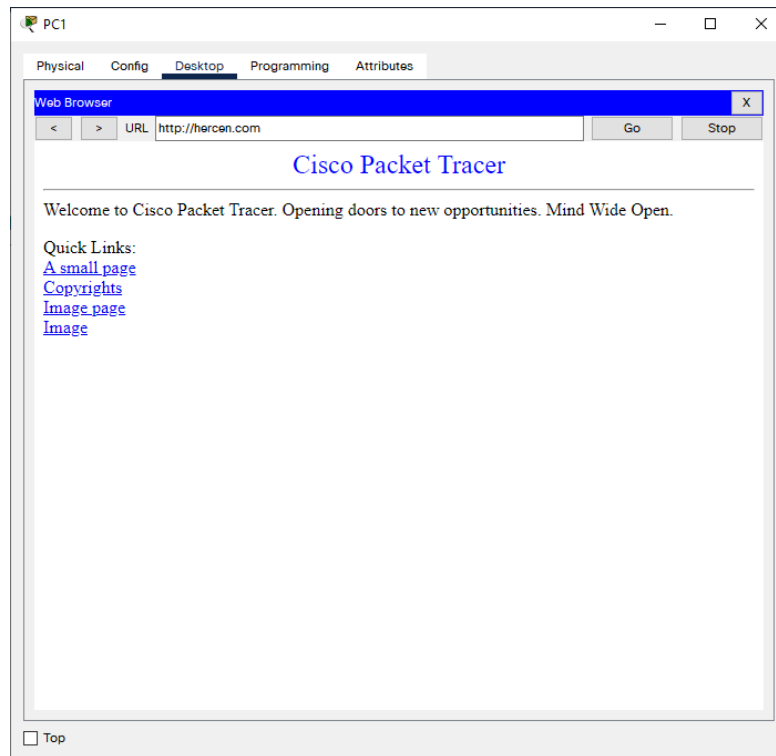 PC1
Physical Config Desktop Programming Attributes
Web Browser X
< > URL http://hercen.com Go Stop
Cisco Packet Tracer
Welcome to Cisco Packet Tracer. Opening doors to new opportunities. Mind Wide Open.
Quick Links:
A small page
Copyrights
Image page
Image
Top